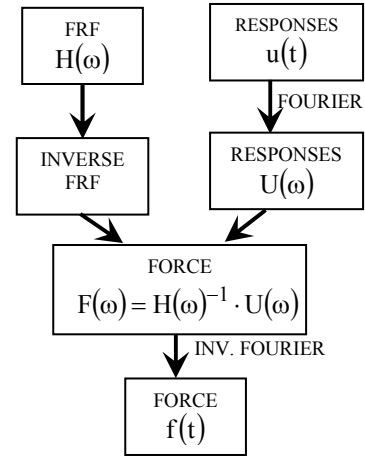 FRF
H(ω)
RESPONSES
u(t)
FOURIER
INVERSE
FRF
RESPONSES
U(ω)
FORCE
F(ω) = H(ω)⁻¹ · U(ω)
INV. FOURIER
FORCE
f(t)